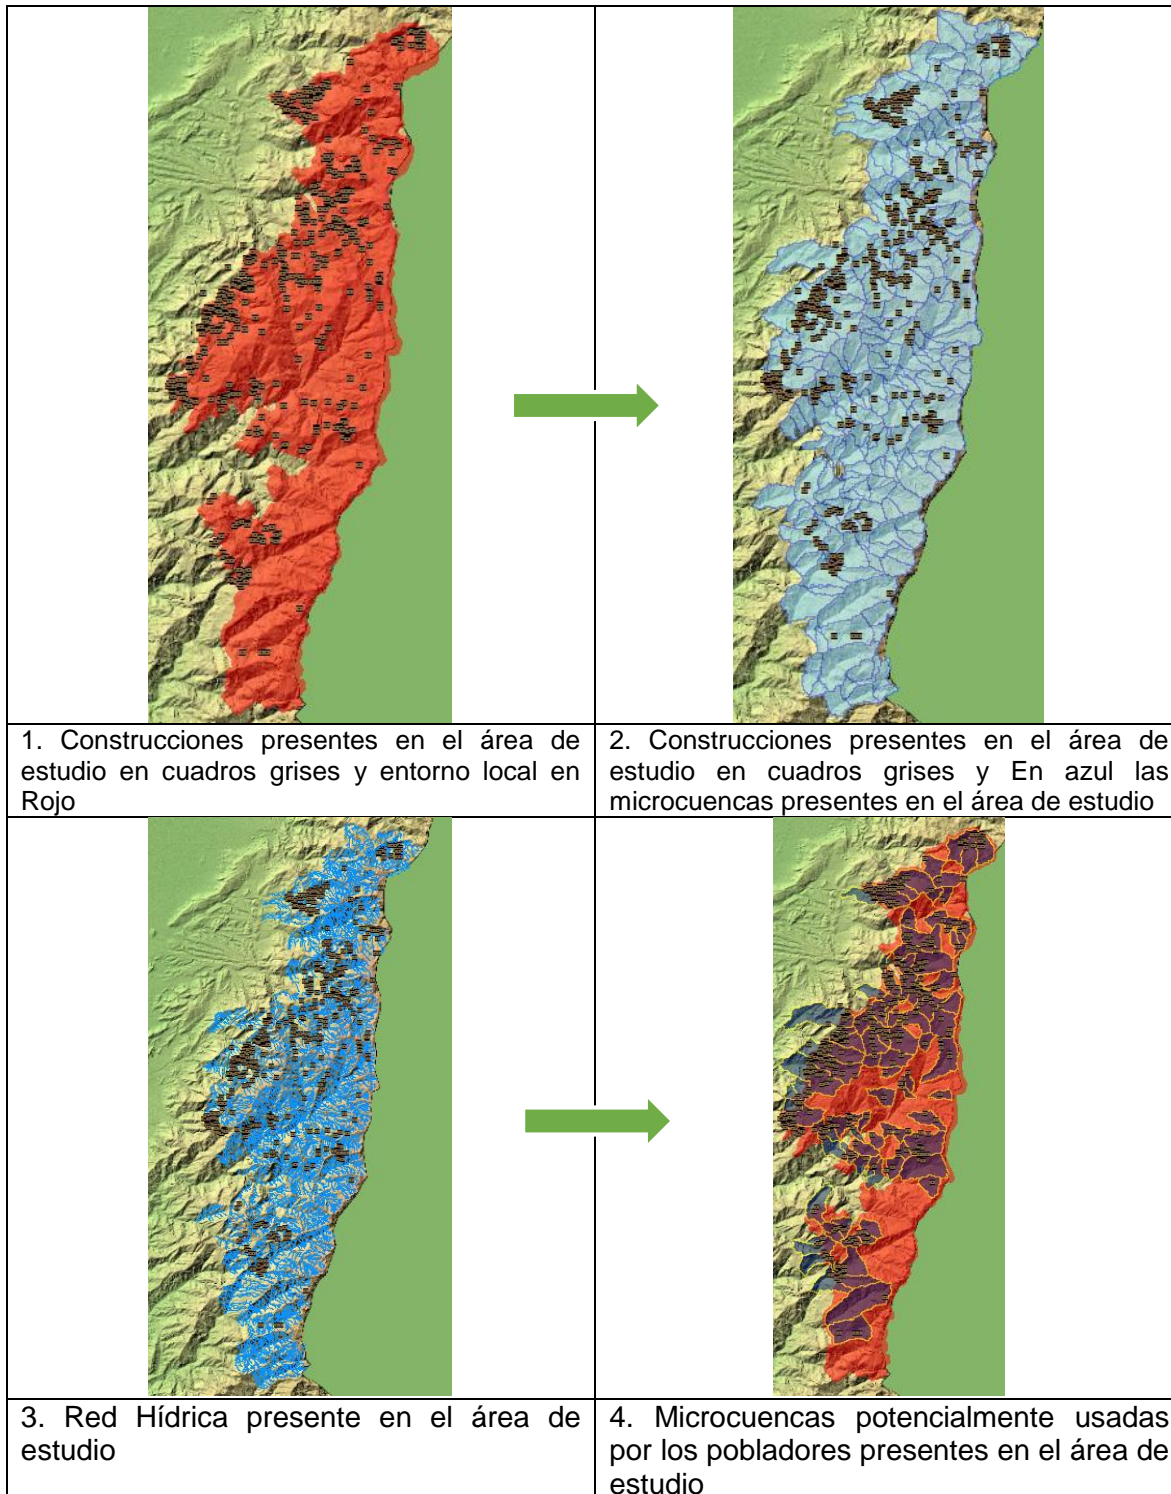 1. Construcciones presentes en el área de
estudio en cuadros grises y entorno local en
Rojo
2. Construcciones presentes en el área de
estudio en cuadros grises y En azul las
microcuencas presentes en el área de estudio
3. Red Hídrica presente en el área de
estudio
4. Microcuencas potencialmente usadas
por los pobladores presentes en el área de
estudio